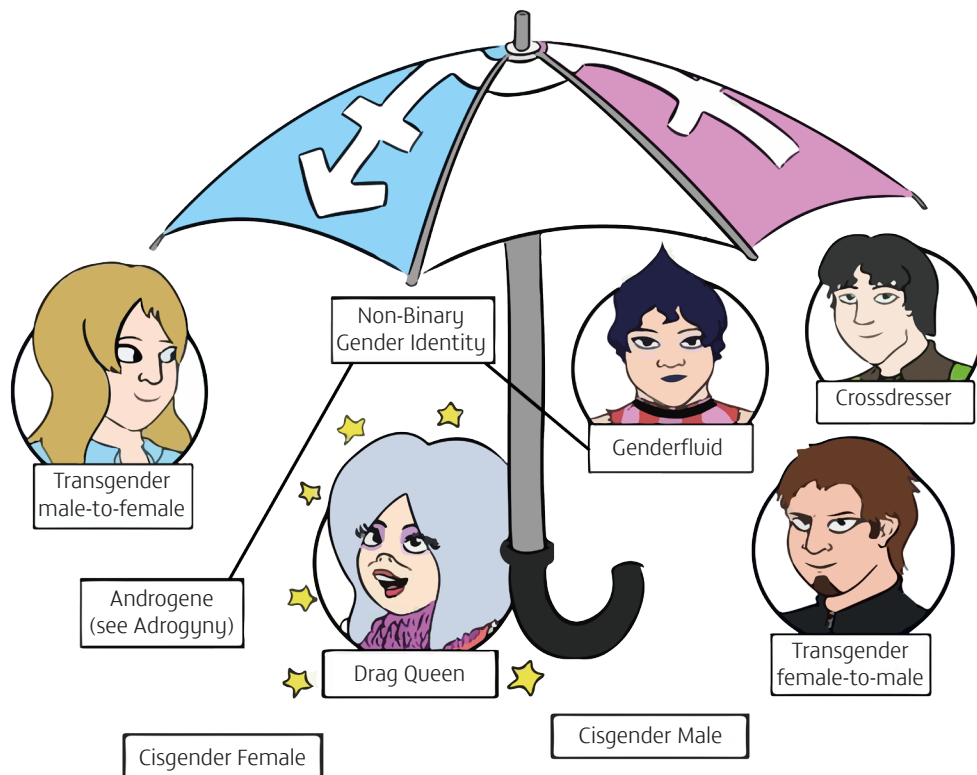 Non-Binary
Gender Identity
Crossdresser
Genderfluid
Transgender
male-to-female
Androgene
(see Adrogyny)
Drag Queen
Transgender
female-to-male
Cisgender Male
Cisgender Female